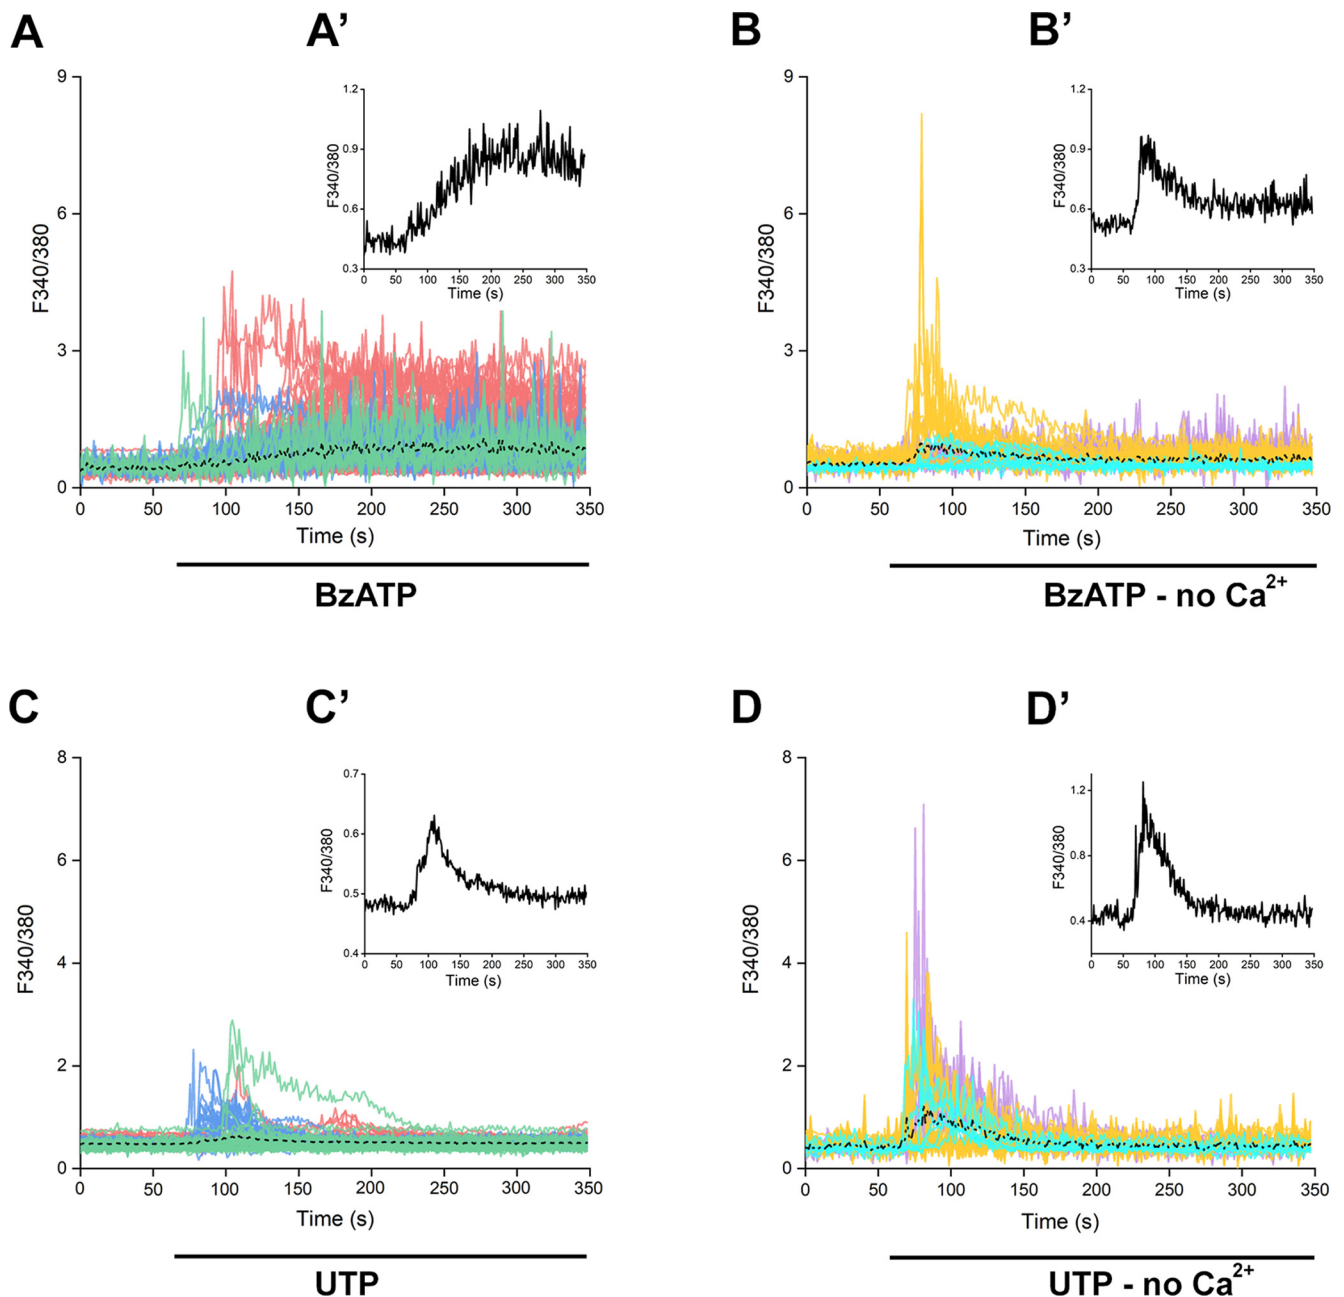 A
A’
F340/380
9
6
3
0
0 50 100 150 200 250 300 350
Time (s)
F340/380
1.2
0.9
0.6
0.3
0 50 100 150 200 250 300 350
Time (s)
BzATP
B
B’
F340/380
9
6
3
0
0 50 100 150 200 250 300 350
Time (s)
F340/380
1.2
0.9
0.6
0.3
0 50 100 150 200 250 300 350
Time (s)
BzATP - no Ca²⁺
C
C’
F340/380
8
6
4
2
0
0 50 100 150 200 250 300 350
Time (s)
F340/380
0.7
0.6
0.5
0.4
0 50 100 150 200 250 300 350
Time (s)
UTP
D
D’
F340/380
8
6
4
2
0
0 50 100 150 200 250 300 350
Time (s)
F340/380
1.2
0.8
0.4
0 50 100 150 200 250 300 350
Time (s)
UTP - no Ca²⁺